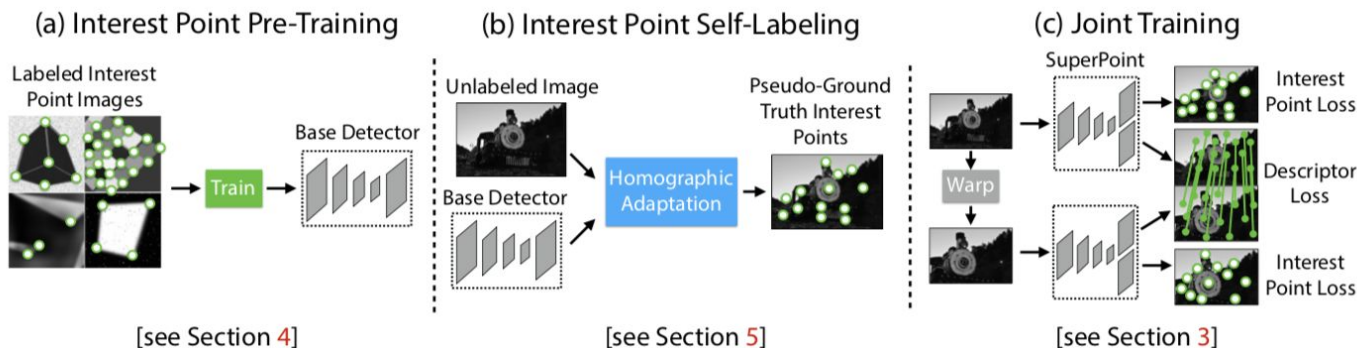 (a) Interest Point Pre-Training
Labeled Interest
Point Images
Train
Base Detector
[see Section 4]
(b) Interest Point Self-Labeling
Unlabeled Image
Base Detector
Homographic
Adaptation
Pseudo-Ground
Truth Interest
Points
[see Section 5]
(c) Joint Training
SuperPoint
Warp
Interest
Point Loss
Descriptor
Loss
Interest
Point Loss
[see Section 3]